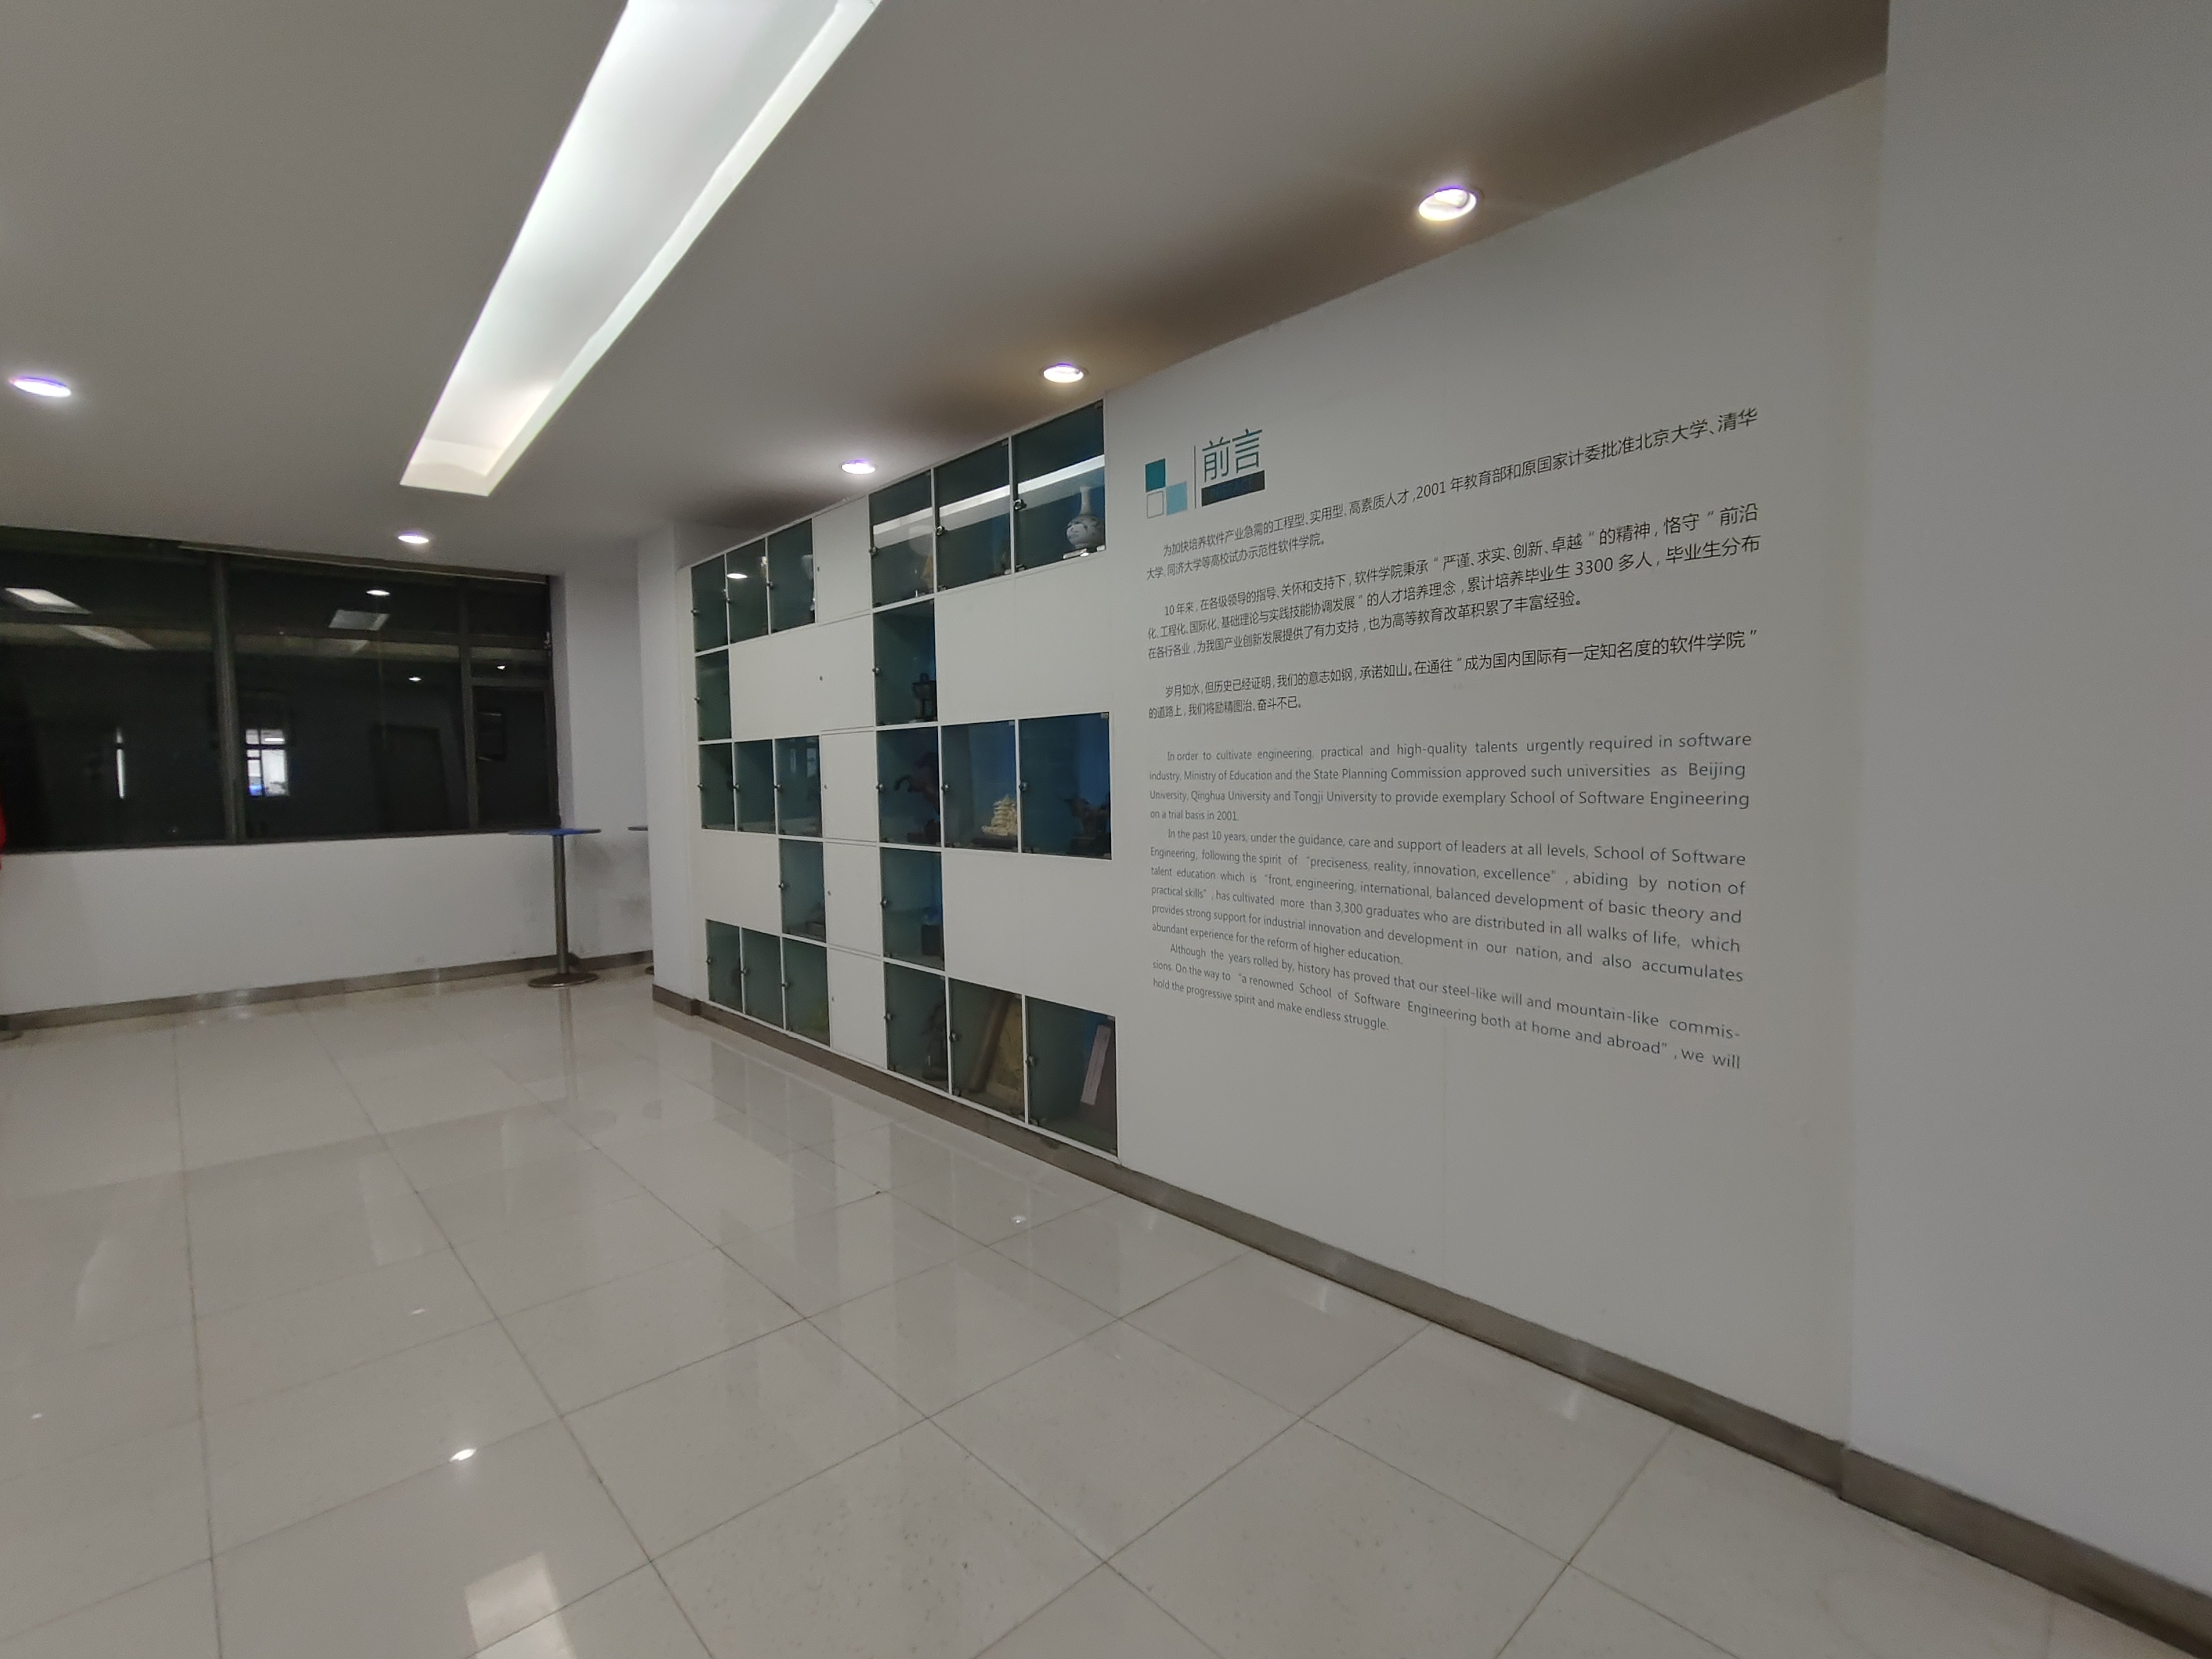 前言
为加快培养软件产业急需的工程型、实用型、高素质人才,2001 年教育部和原国家计委批准北京大学、清华
大学、同济大学等高校试办示范性软件学院。
10 年来,在各级领导的指导、关怀和支持下,软件学院秉承“严谨、求实、创新、卓越“的精神,恪守”前沿
化、工程化、国际化、基础理论与实践技能协调发展”的人才培养理念,累计培养毕业生 3300 多人,毕业生分布
在各行各业,为我国产业创新发展提供了有力支持,也为高等教育改革积累了丰富经验。
岁月如水,但历史已经证明,我们的意志如钢,承诺如山。在通往“成为国内国际有一定知名度的软件学院”
的道路上,我们将励精图治、奋斗不已。
In order to cultivate engineering, practical and high-quality talents urgently required in software
industry, Ministry of Education and the State Planning Commission approved such universities as Beijing
University, Qinghua University and Tongji University to provide exemplary School of Software Engineering
on a trial basis in 2001.
In the past 10 years, under the guidance, care and support of leaders at all levels, School of Software
Engineering, following the spirit of “preciseness, reality, innovation, excellence” , abiding by notion of
talent education which is “front, engineering, international, balanced development of basic theory and
practical skills” , has cultivated more than 3,300 graduates who are distributed in all walks of life, which
provides strong support for industrial innovation and development in our nation, and also accumulates
abundant experience for the reform of higher education.
Although the years rolled by, history has proved that our steel-like will and mountain-like commis-
sions. On the way to “a renowned School of Software Engineering both at home and abroad” , we will
hold the progressive spirit and make endless struggle.